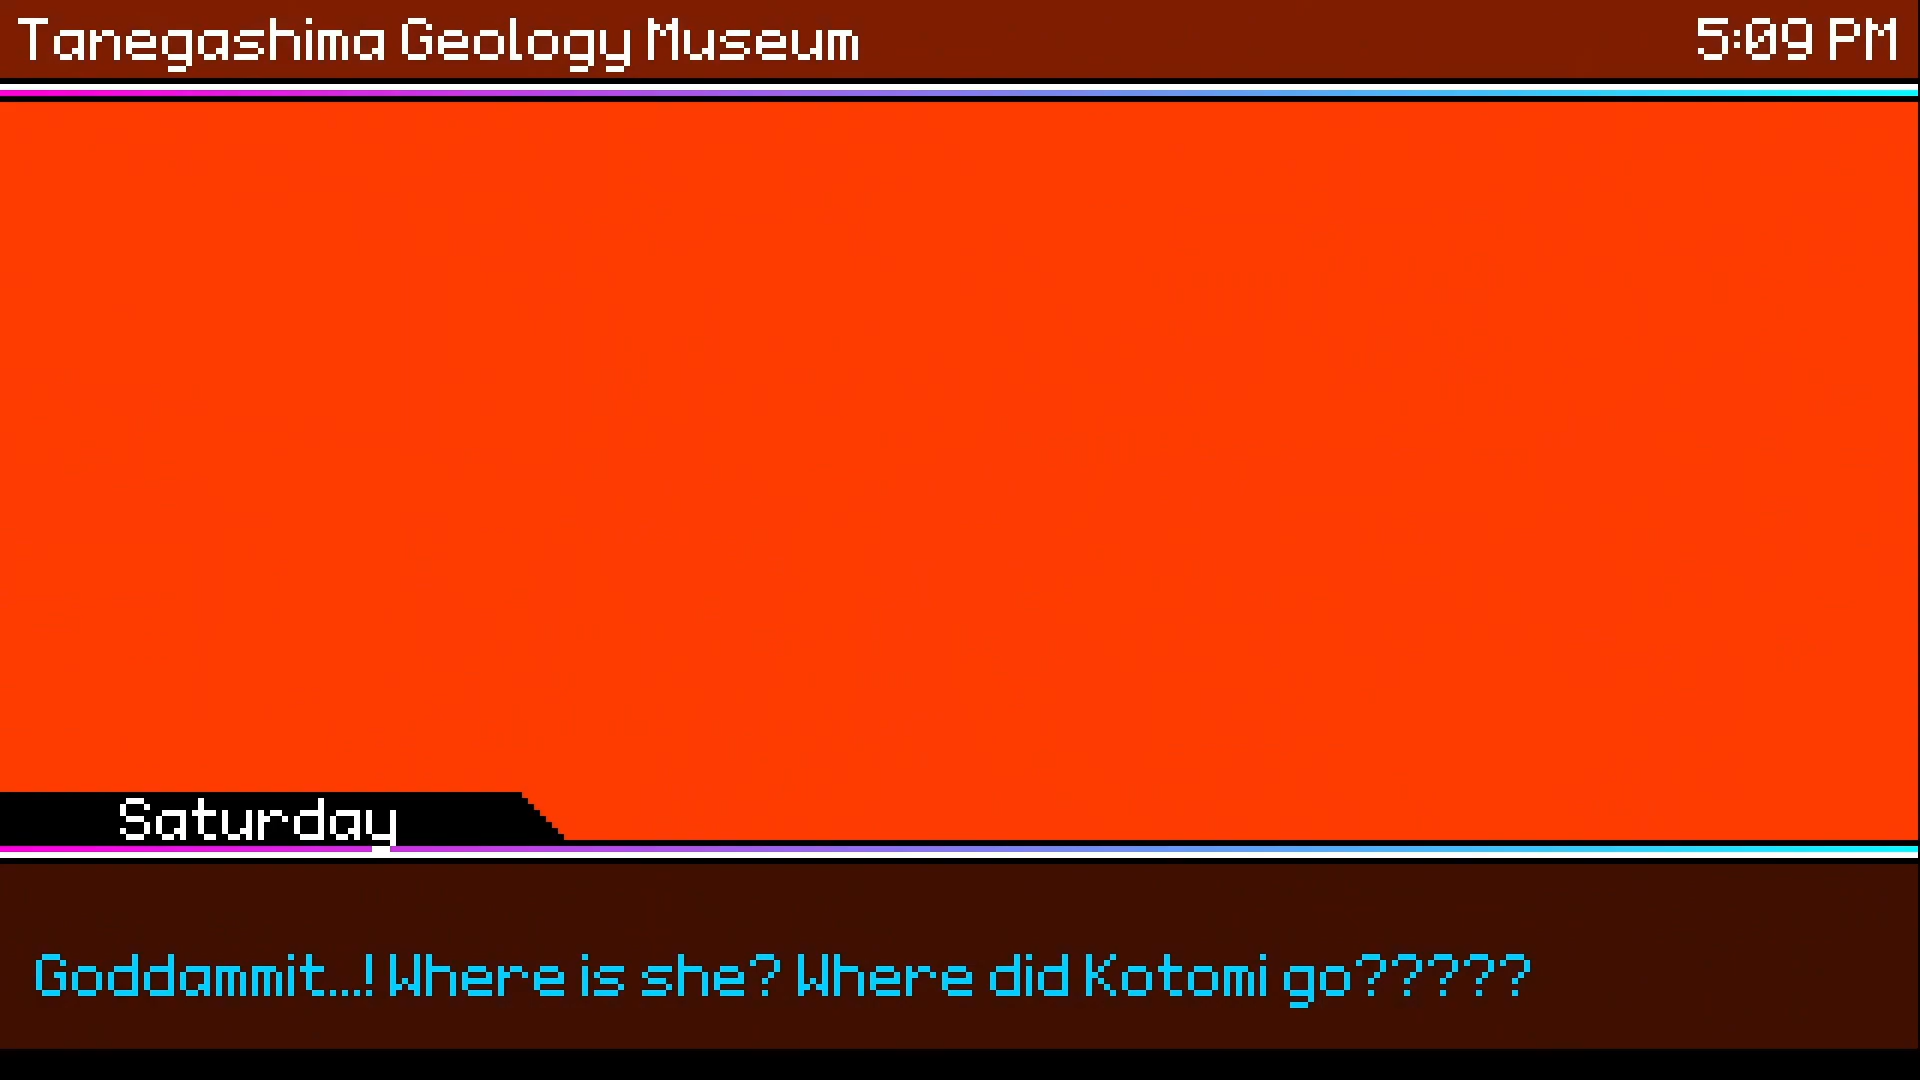 Tanegashima Geology Museum
5:09 PM
Saturday
Goddammit...! Where is she? Where did Kotomi go?????